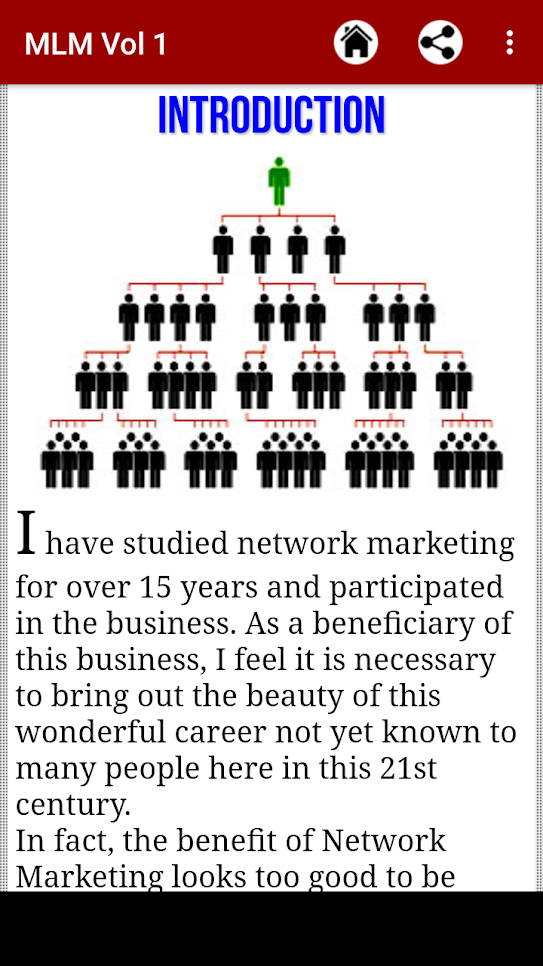 MLM Vol 1
INTRODUCTION
I have studied network marketing
for over 15 years and participated
in the business. As a beneficiary of
this business, I feel it is necessary
to bring out the beauty of this
wonderful career not yet known to
many people here in this 21st
century.
In fact, the benefit of Network
Marketing looks too good to be